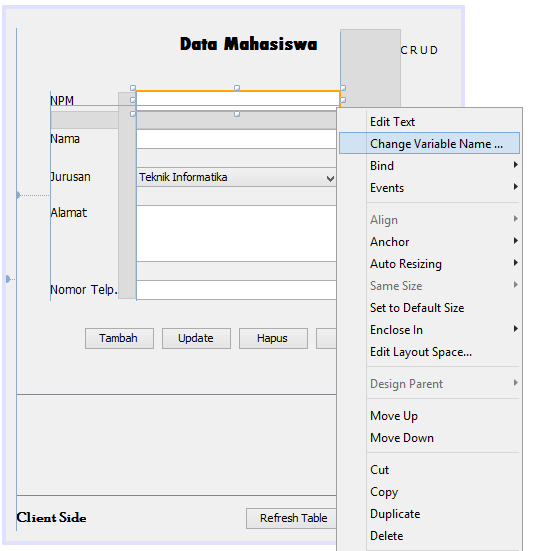 Data Mahasiswa
CRUD
NPM
Nama
Jurusan
Teknik Informatika
Alamat
Nomor Telp.
Tambah
Update
Hapus
Client Side
Refresh Table
Edit Text
Change Variable Name ...
Bind
Events
Align
Anchor
Auto Resizing
Same Size
Set to Default Size
Enclose In
Edit Layout Space...
Design Parent
Move Up
Move Down
Cut
Copy
Duplicate
Delete